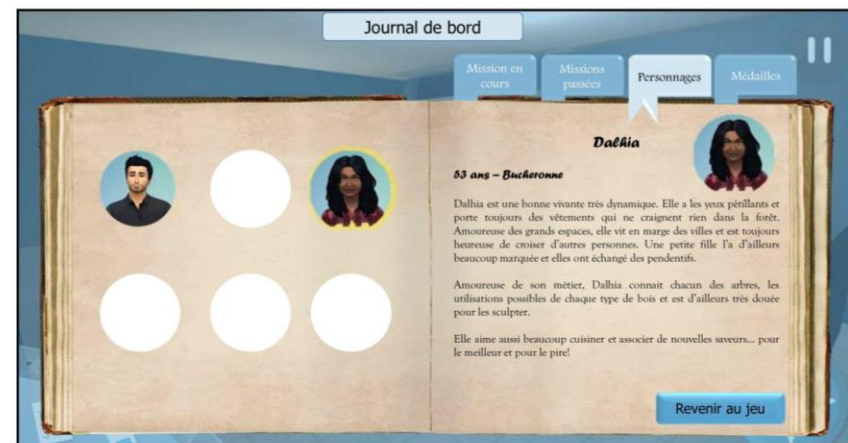 Journal de bord
Mission en
cours
Missions
passées
Personnages
Médailles
Dalhia
53 ans – Bucheronne
Dalhia est une bonne vivante très dynamique. Elle a les yeux pétillants et
porte toujours des vêtements qui ne craignent rien dans la forêt.
Amoureuse des grands espaces, elle vit en marge des villes et est toujours
heureuse de croiser d'autres personnes. Une petite fille l'a d'ailleurs
beaucoup marquée et elles ont échangé des pendentifs.
Amoureuse de son métier, Dalhia connait chacun des arbres, les
utilisations possibles de chaque type de bois et est d'ailleurs très douée
pour les sculpter.
Elle aime aussi beaucoup cuisiner et associer de nouvelles saveurs... pour
le meilleur et pour le pire!
Revenir au jeu